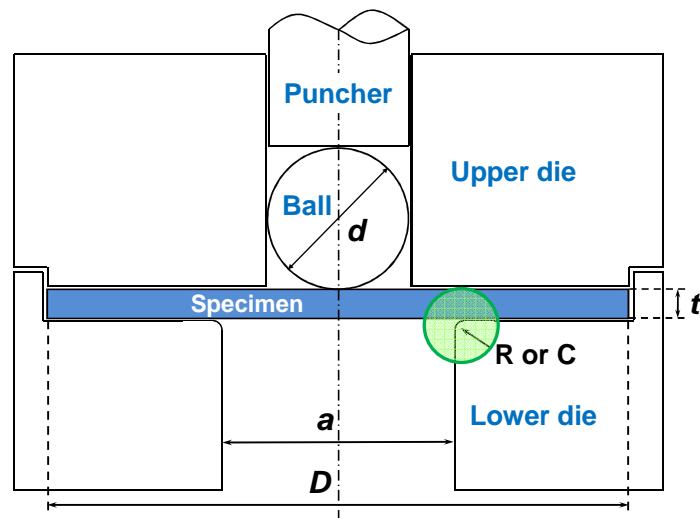 Puncher
Upper die
Ball
d
Specimen
t
R or C
a
Lower die
D